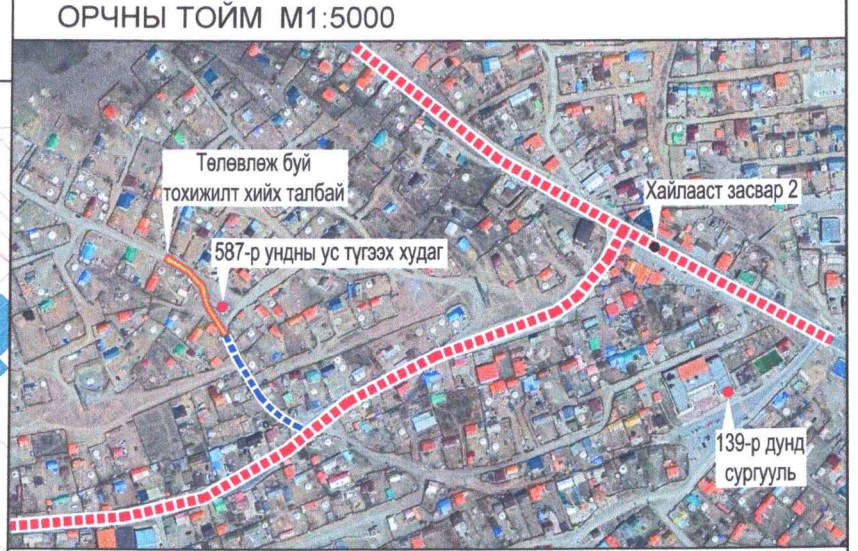 ОРЧНЫ ТОЙМ М1:5000
Төлөвлөж буй
тохижилт хийх талбай
Хайлааст засвар 2
587-р ундны ус түгээх худаг
139-р дунд
сургууль